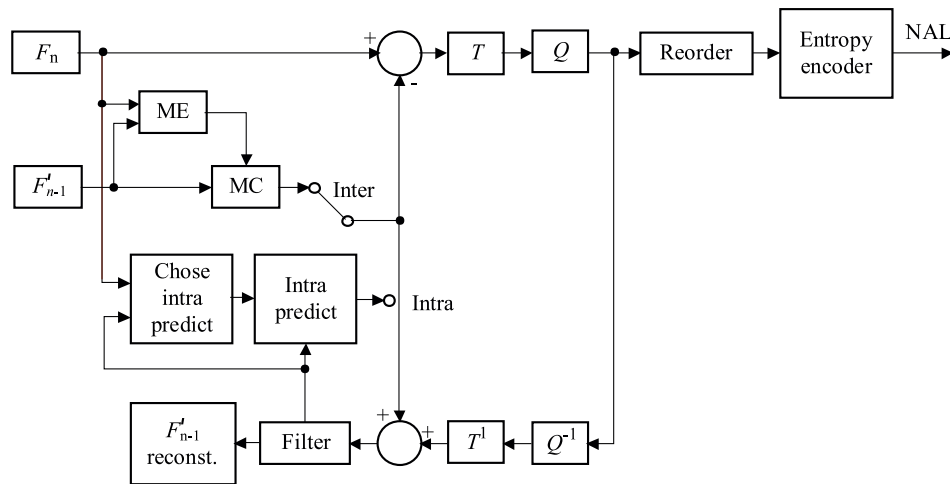 Fn
+
-
T
Q
Reorder
Entropy
encoder
NAL
ME
F'n-1
MC
Inter
Chose
intra
predict
Intra
predict
Intra
F'n-1
reconst.
Filter
+
+
T1
Q-1